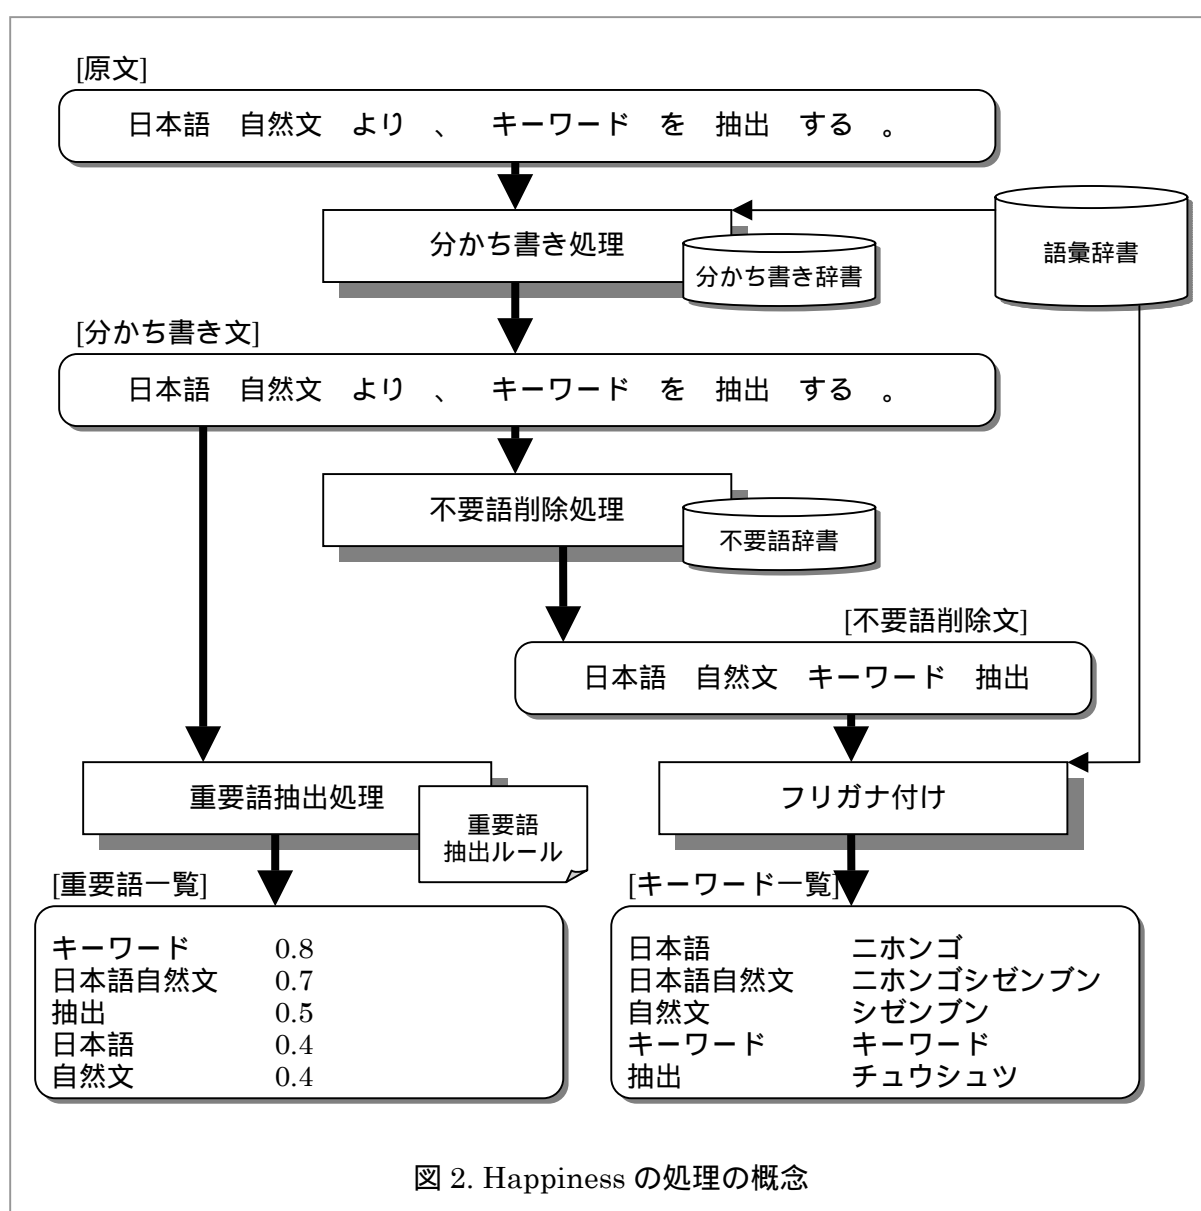 [原文]
日本語 自然文 より 、 キーワード を 抽出 する 。
分かち書き処理
語彙辞書
分かち書き辞書
[分かち書き文]
日本語 自然文 より 、 キーワード を 抽出 する 。
不要語削除処理
不要語辞書
[不要語削除文]
日本語 自然文 キーワード 抽出
重要語抽出処理
重要語
抽出ルール
フリガナ付け
[重要語一覧]
キーワード 0.8
日本語自然文 0.7
抽出 0.5
日本語 0.4
自然文 0.4
[キーワード一覧]
日本語 ニホンゴ
日本語自然文 ニホンゴシゼンブン
自然文 シゼンブン
キーワード キーワード
抽出 チュウシュツ
図 2. Happiness の処理の概念